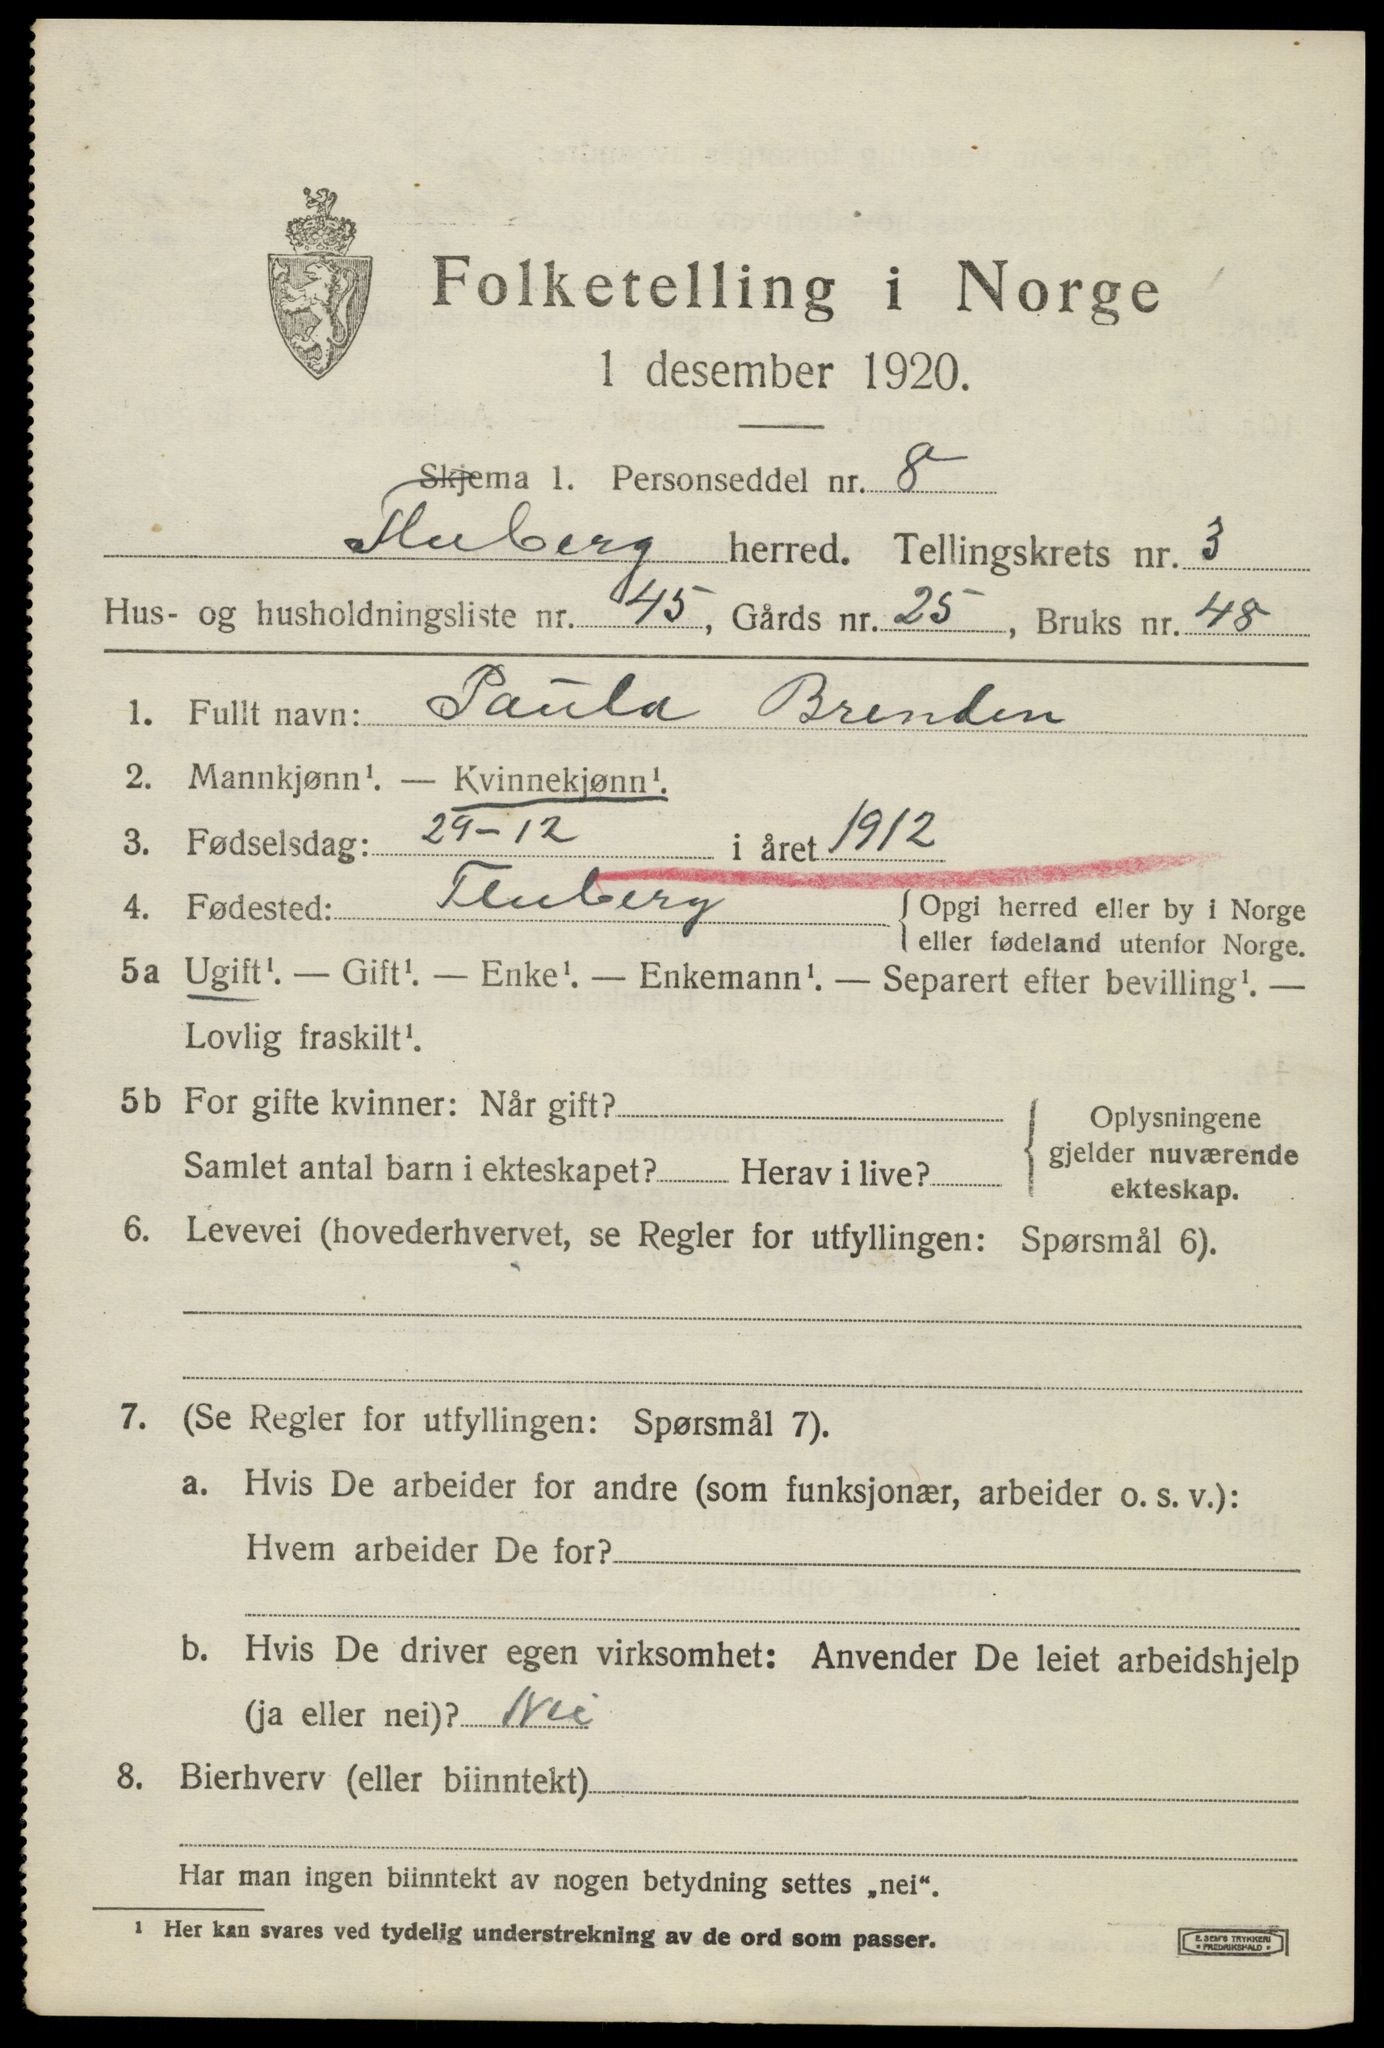 Folketelling i Norge
1 desember 1920.
Skjema 1. Personseddel nr. 8
Fluberg herred. Tellingskrets nr. 3
Hus- og husholdningsliste nr. 45, Gårds nr. 25, Bruks nr. 48
1. Fullt navn: Paula Brenden
2. Mannkjønn¹. — Kvinnekjønn¹.
3. Fødselsdag: 29-12 i året 1912
4. Fødested: Fluberg { Opgi herred eller by i Norge
eller fødeland utenfor Norge.
5a Ugift¹. — Gift¹. — Enke¹. — Enkemann¹. — Separert efter bevilling¹. —
Lovlig fraskilt¹.
5b For gifte kvinner: Når gift?
Samlet antal barn i ekteskapet? Herav i live?
{ Oplysningene
gjelder nuværende
ekteskap.
6. Levevei (hovederhvervet, se Regler for utfyllingen: Spørsmål 6).
7. (Se Regler for utfyllingen: Spørsmål 7).
a. Hvis De arbeider for andre (som funksjonær, arbeider o. s. v.):
Hvem arbeider De for?
b. Hvis De driver egen virksomhet: Anvender De leiet arbeidshjelp
(ja eller nei)? Nei
8. Bierhverv (eller biinntekt)
Har man ingen biinntekt av nogen betydning settes „nei“.
¹ Her kan svares ved tydelig understrekning av de ord som passer.
E. SEM'S TRYKKERI
* FREDRIKSHALD *